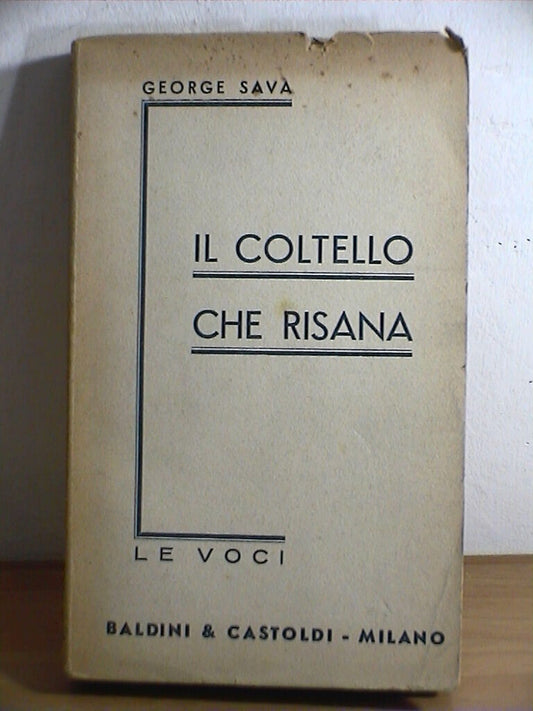 GEORGE SAVA
IL COLTELLO
CHE RISANA
LE VOCI
BALDINI & CASTOLDI - MILANO